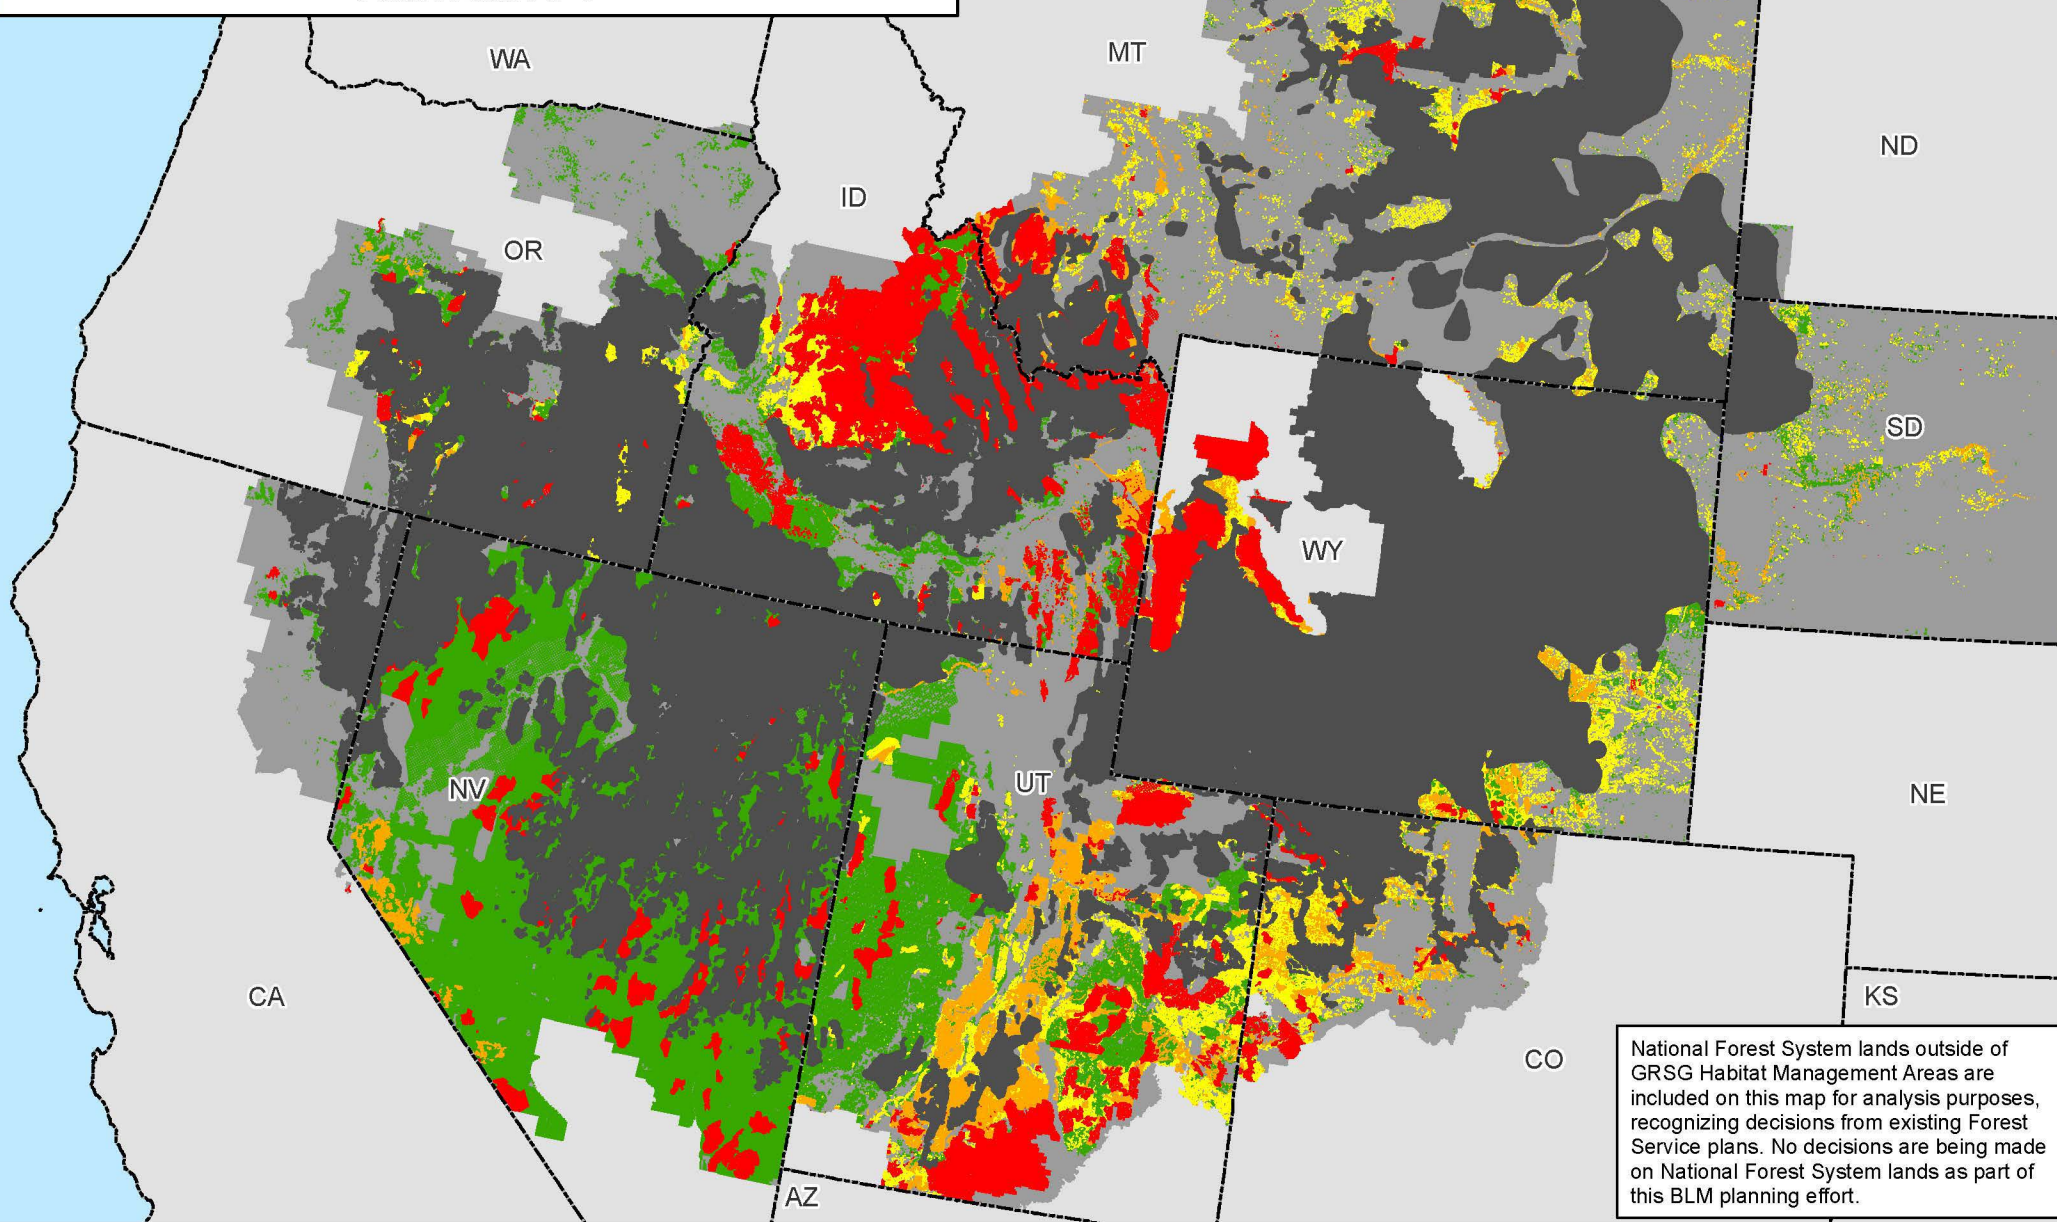 WA
MT
ND
ID
OR
SD
WY
NV
UT
NE
CA
KS
CO
AZ
National Forest System lands outside of
GRSG Habitat Management Areas are
included on this map for analysis purposes,
recognizing decisions from existing Forest
Service plans. No decisions are being made
on National Forest System lands as part of
this BLM planning effort.